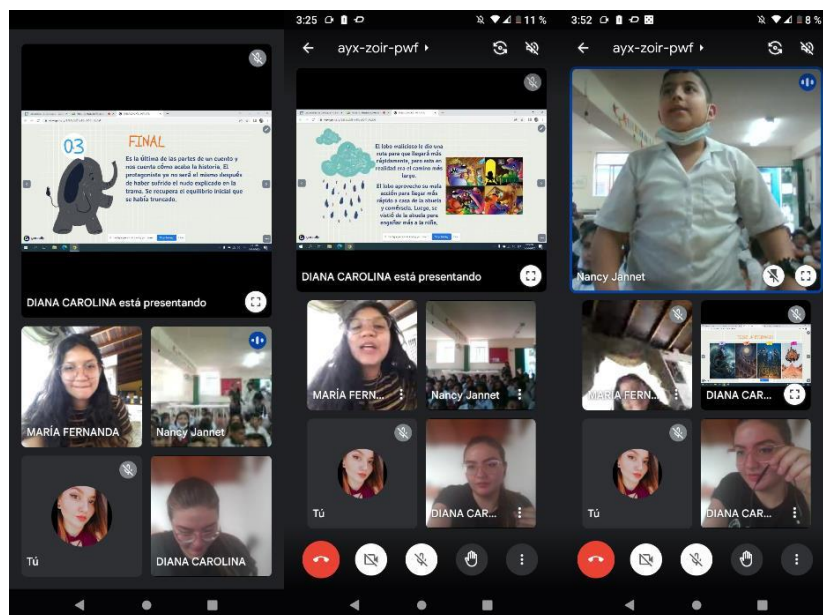 03
FINAL
Es la última de las partes de un cuento y
nos cuenta cómo acaba la historia. El
protagonista ya no será el mismo después
de haber sufrido el nudo explicado en la
trama. Se recupera el equilibrio inicial que
se había truncado.
DIANA CAROLINA está presentando
MARÍA FERNANDA
Nancy Jannet
Tú
DIANA CAROLINA
3:25
11 %
ayx-zoir-pwf
El lobo malicioso le dio una
ruta para que llegará más
rápidamente, pero esta en
realidad era el camino más
largo.
El lobo aprovecho su mala
acción para llegar más
rápido a casa de la abuela
y comérsela. Luego, se
vistió de la abuela para
engañar más a la niña.
DIANA CAROLINA está presentando
MARÍA FERN...
Nancy Jannet
Tú
DIANA CAR...
3:52
8 %
ayx-zoir-pwf
Nancy Jannet
MARÍA FERN...
DIANA CAR...
Tú
DIANA CAR...